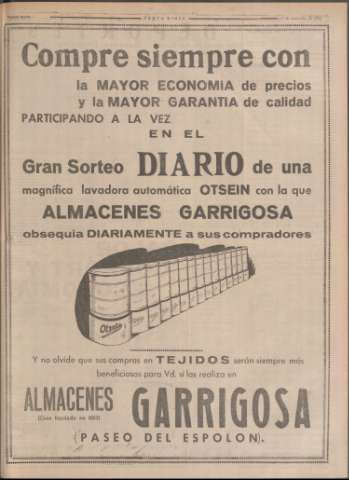 Compre siempre con
la MAYOR ECONOMIA de precios
y la MAYOR GARANTIA de calidad
PARTICIPANDO A LA VEZ
EN EL
Gran Sorteo DIARIO de una
magnífica lavadora automática OTSEIN con la que
ALMACENES GARRIGOSA
obsequia DIARIAMENTE a sus compradores
Otsein
Y no olvide que sus compras en TEJIDOS serán siempre más
beneficiosas para Vd. si las realiza en
ALMACENES GARRIGOSA
(PASEO DEL ESPOLON).